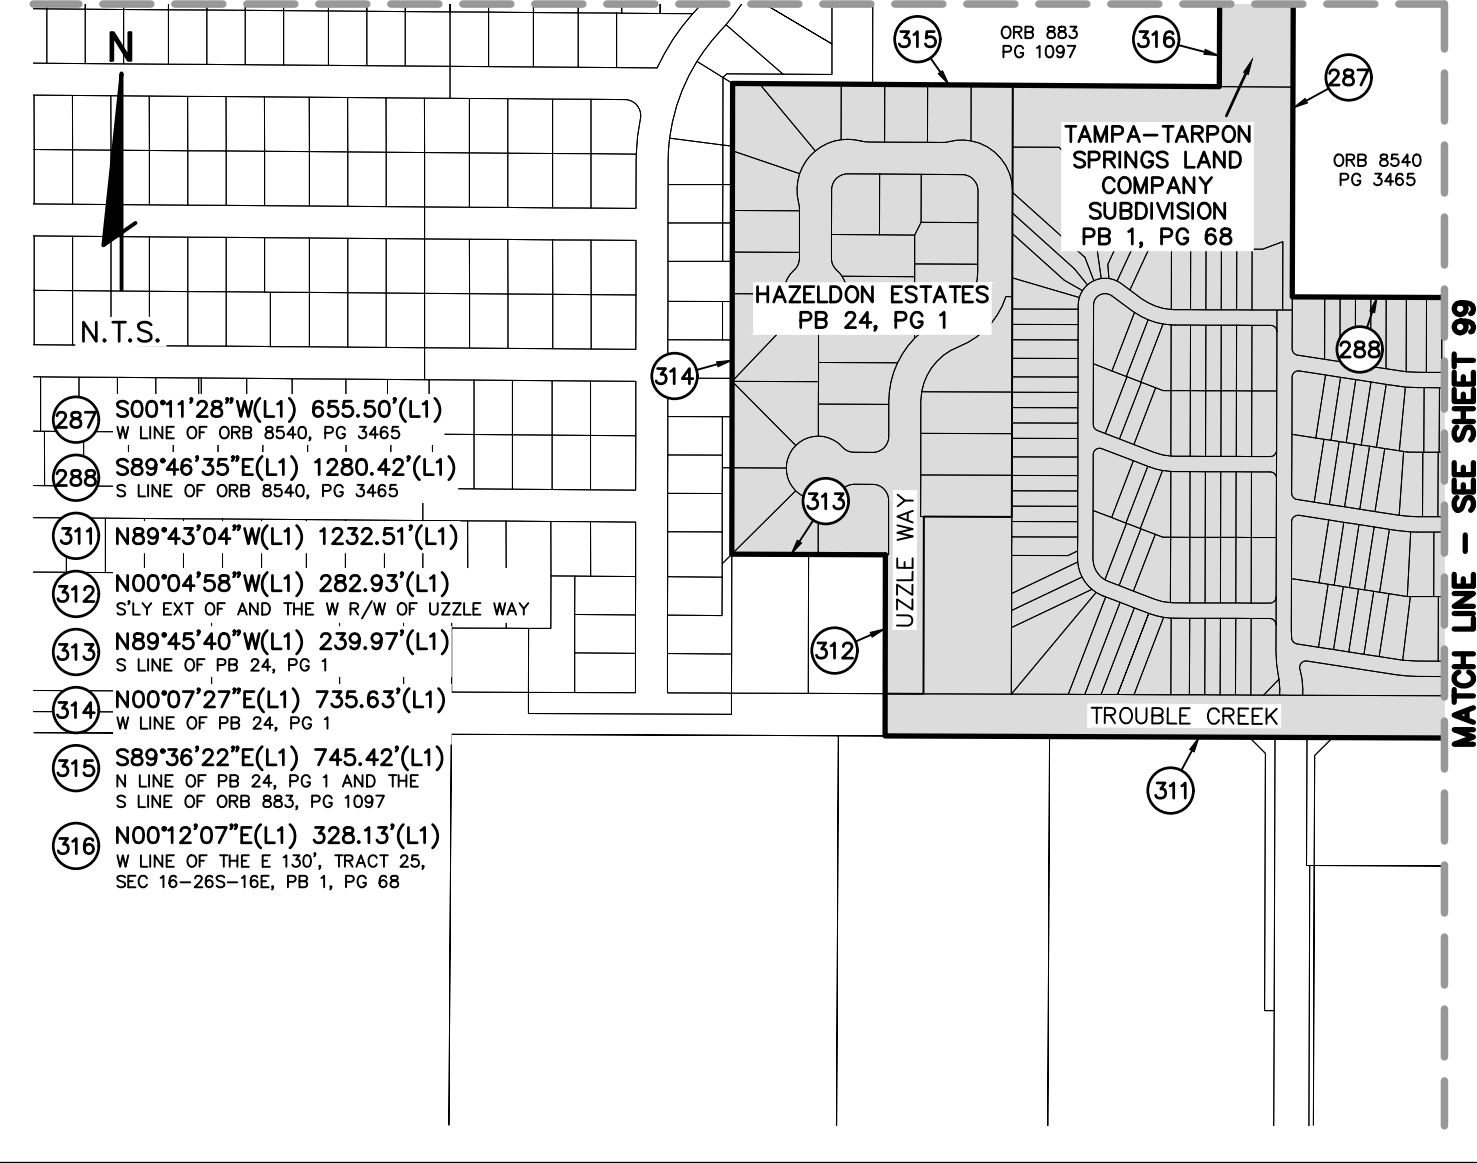 N
N.T.S.
315
ORB 883
PG 1097
316
287
TAMPA-TARPON
SPRINGS LAND
COMPANY
SUBDIVISION
PB 1, PG 68
ORB 8540
PG 3465
HAZELDON ESTATES
PB 24, PG 1
314
288
313
UZZLE WAY
312
TROUBLE CREEK
311
MATCH LINE - SEE SHEET 99
287 S00°11'28"W(L1) 655.50'(L1)
W LINE OF ORB 8540, PG 3465
288 S89°46'35"E(L1) 1280.42'(L1)
S LINE OF ORB 8540, PG 3465
311 N89°43'04"W(L1) 1232.51'(L1)
312 N00°04'58"W(L1) 282.93'(L1)
S'LY EXT OF AND THE W R/W OF UZZLE WAY
313 N89°45'40"W(L1) 239.97'(L1)
S LINE OF PB 24, PG 1
314 N00°07'27"E(L1) 735.63'(L1)
W LINE OF PB 24, PG 1
315 S89°36'22"E(L1) 745.42'(L1)
N LINE OF PB 24, PG 1 AND THE
S LINE OF ORB 883, PG 1097
316 N00°12'07"E(L1) 328.13'(L1)
W LINE OF THE E 130', TRACT 25,
SEC 16-26S-16E, PB 1, PG 68